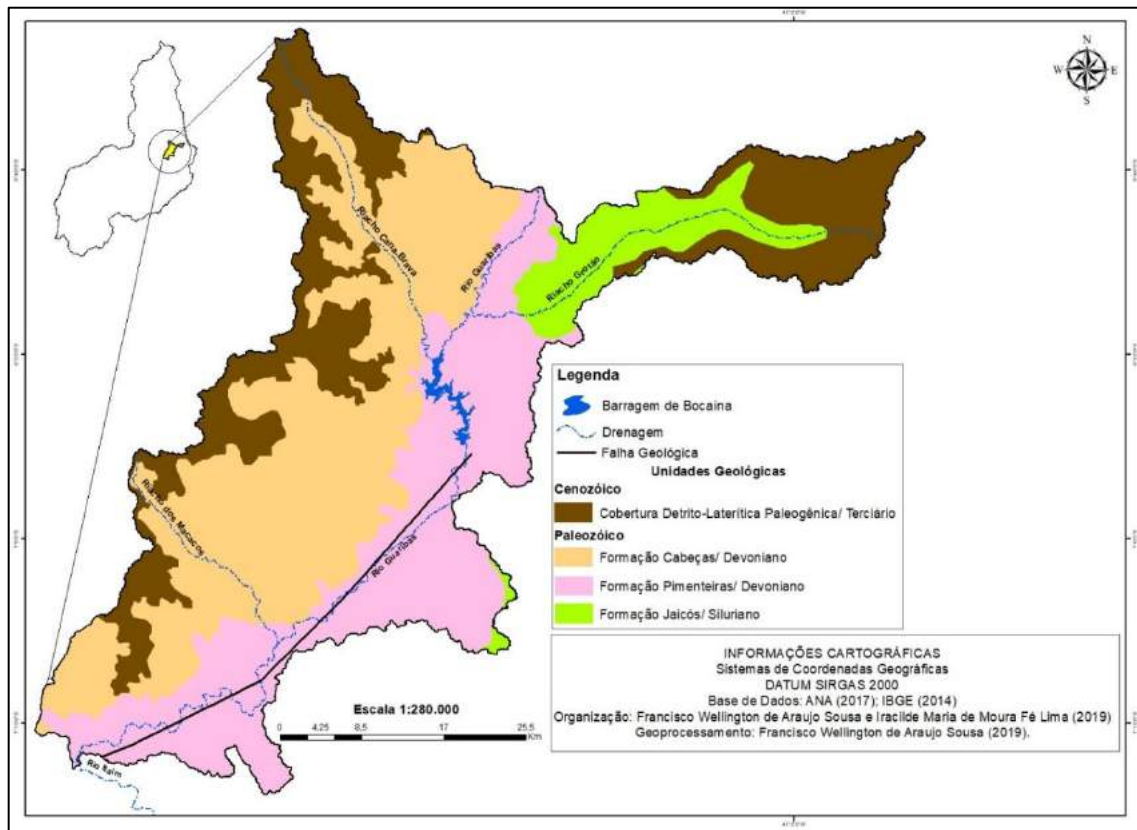 N
W E
S
Riacho Cana-Brava
Rio Guaribas
Riacho Grotão
Riacho dos Macacos
Rio Guaribas
Rio Itaim
Legenda
Barragem de Bocaina
Drenagem
Falha Geológica
Unidades Geológicas
Cenozóico
Cobertura Detrito-Laterítica Paleogênica/ Terciário
Paleozóico
Formação Cabeças/ Devoniano
Formação Pimenteiras/ Devoniano
Formação Jaicós/ Siluriano
Escala 1:280.000
0 4,25 8,5 17 25,5
Km
INFORMAÇÕES CARTOGRÁFICAS
Sistemas de Coordenadas Geográficas
DATUM SIRGAS 2000
Base de Dados: ANA (2017); IBGE (2014)
Organização: Francisco Wellington de Araujo Sousa e Iracilde Maria de Moura Fé Lima (2019)
Geoprocessamento: Francisco Wellington de Araujo Sousa (2019).